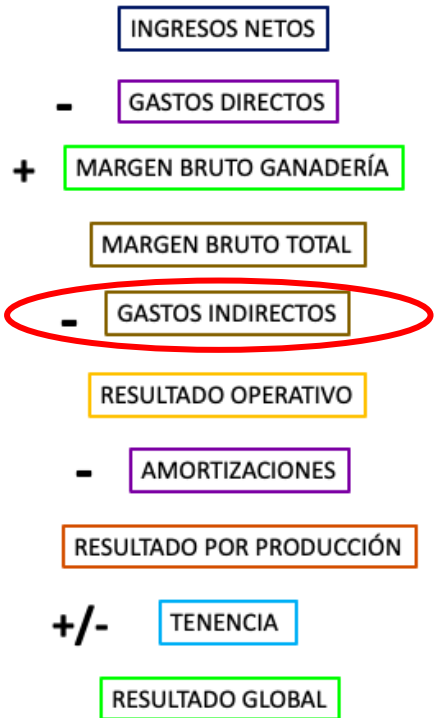 INGRESOS NETOS
- GASTOS DIRECTOS
+ MARGEN BRUTO GANADERÍA
MARGEN BRUTO TOTAL
- GASTOS INDIRECTOS
RESULTADO OPERATIVO
- AMORTIZACIONES
RESULTADO POR PRODUCCIÓN
+/- TENENCIA
RESULTADO GLOBAL